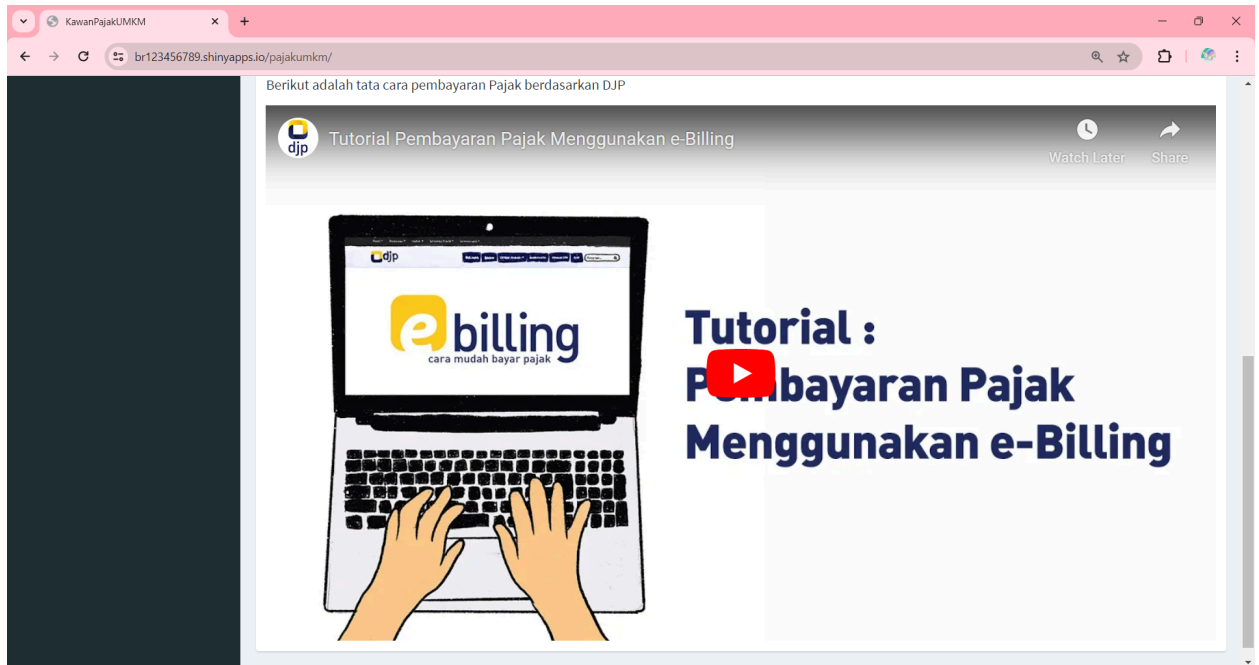 KawanPajakUMKM
br123456789.shinyapps.io/pajakumkm/
Berikut adalah tata cara pembayaran Pajak berdasarkan DJP
djp
Tutorial Pembayaran Pajak Menggunakan e-Billing
Watch Later
Share
djp
e billing
cara mudah bayar pajak
Tutorial :
Pembayaran Pajak
Menggunakan e-Billing